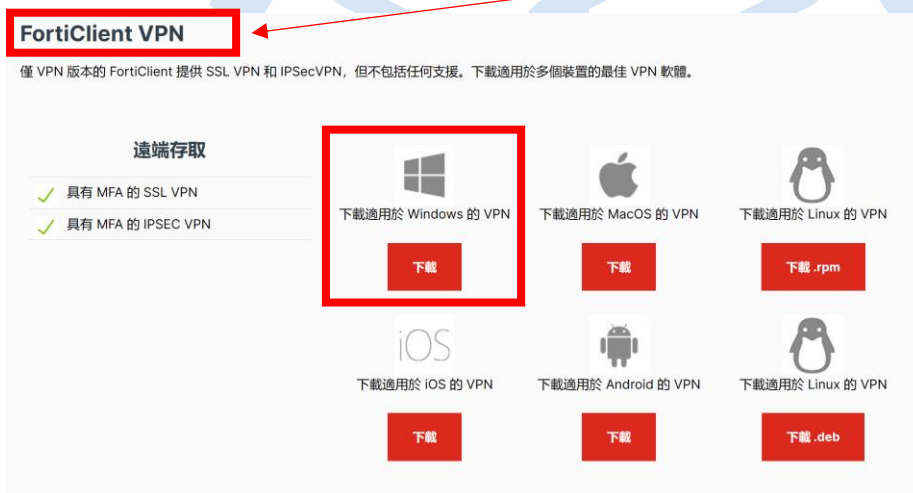 FortiClient VPN
僅 VPN 版本的 FortiClient 提供 SSL VPN 和 IPSecVPN，但不包括任何支援。下載適用於多個裝置的最佳 VPN 軟體。
遠端存取
具有 MFA 的 SSL VPN
具有 MFA 的 IPSEC VPN
下載適用於 Windows 的 VPN
下載
下載適用於 MacOS 的 VPN
下載
下載適用於 Linux 的 VPN
下載 .rpm
iOS
下載適用於 iOS 的 VPN
下載
下載適用於 Android 的 VPN
下載
下載適用於 Linux 的 VPN
下載 .deb